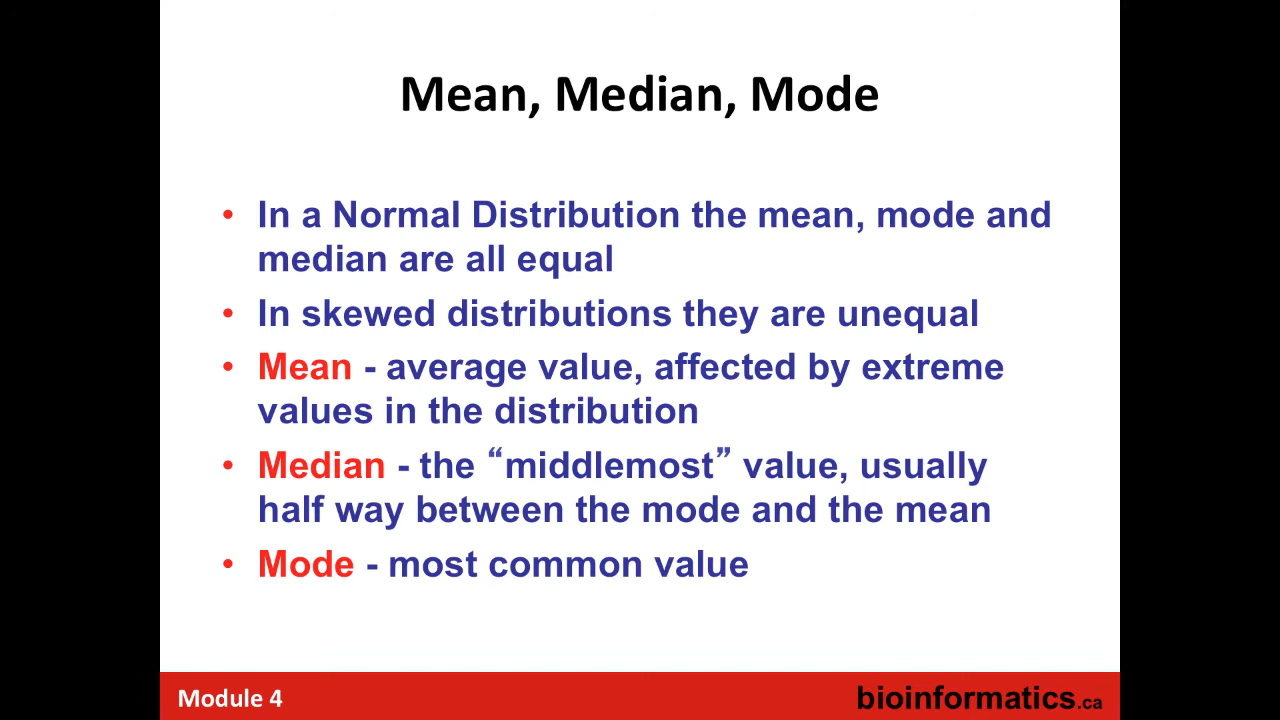 Mean, Median, Mode
• In a Normal Distribution the mean, mode and
median are all equal
• In skewed distributions they are unequal
• Mean - average value, affected by extreme
values in the distribution
• Median - the “middlemost” value, usually
half way between the mode and the mean
• Mode - most common value
Module 4
bioinformatics.ca